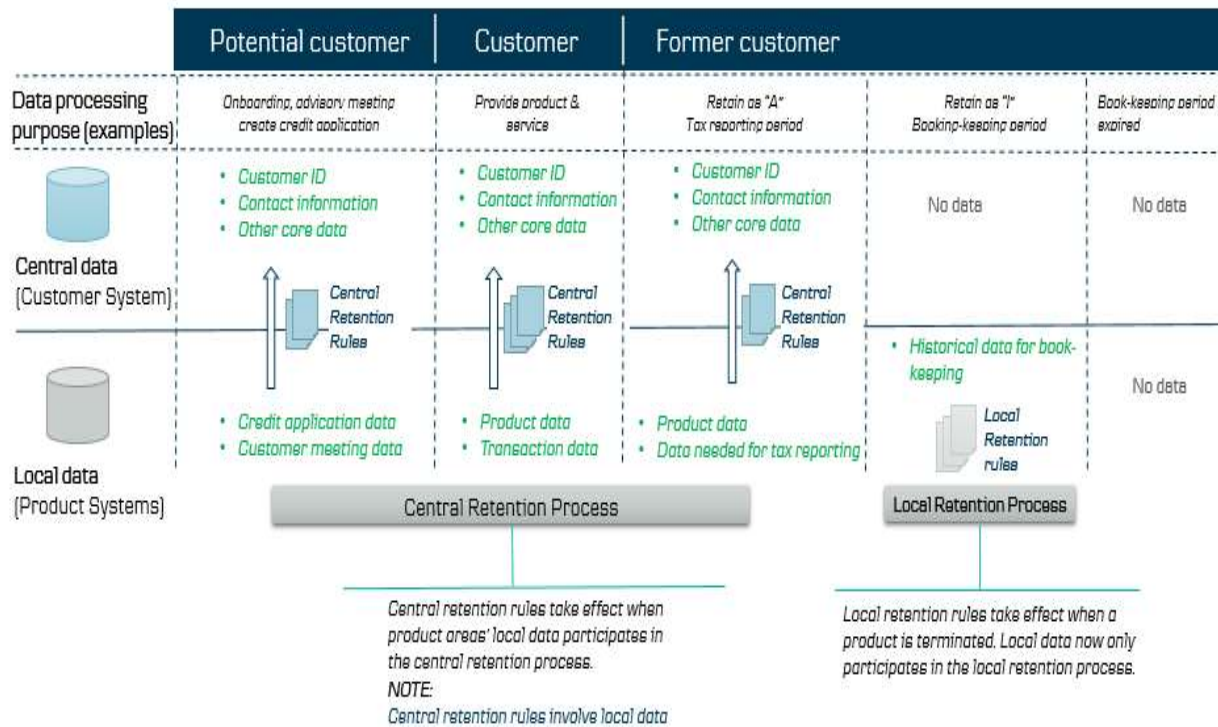 Potential customer
Customer
Former customer
Data processing
purpose (examples)
Onboarding, advisory meeting
create credit application
Provide product &
service
Retain as "A"
Tax reporting period
Retain as "I"
Booking-keeping period
Book-keeping period
expired
Central data
(Customer System)
• Customer ID
• Contact information
• Other core data
• Customer ID
• Contact information
• Other core data
• Customer ID
• Contact information
• Other core data
No data
No data
Central
Retention
Rules
Central
Retention
Rules
Central
Retention
Rules
Local data
(Product Systems)
• Credit application data
• Customer meeting data
• Product data
• Transaction data
• Product data
• Data needed for tax reporting
• Historical data for book-
keeping
Local
Retention
rules
No data
Central Retention Process
Local Retention Process
Central retention rules take effect when
product areas' local data participates in
the central retention process.
NOTE:
Central retention rules involve local data
Local retention rules take effect when a
product is terminated. Local data now only
participates in the local retention process.